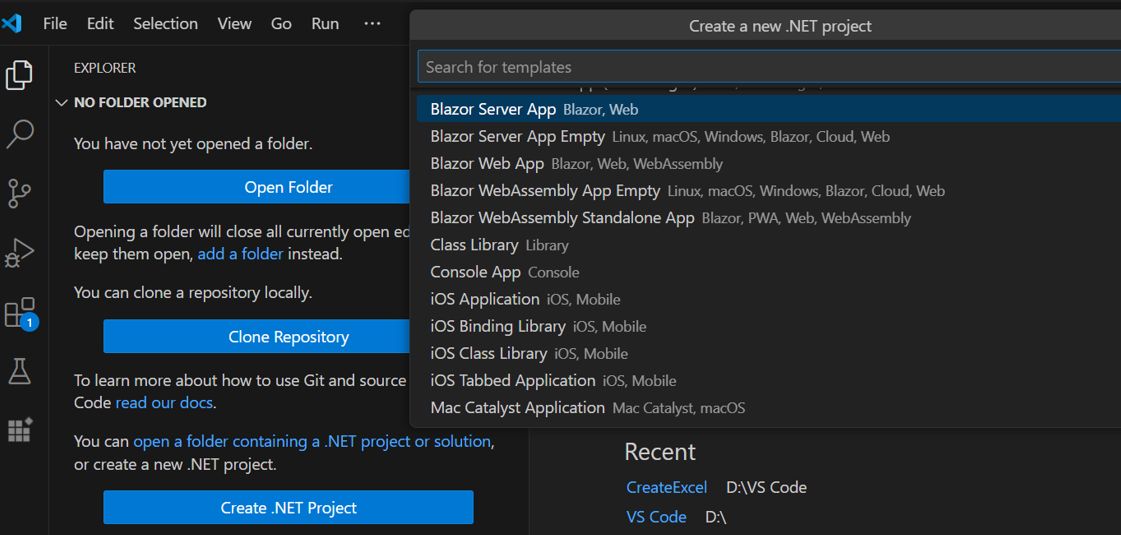 File Edit Selection View Go Run ...
Create a new .NET project
EXPLORER
Search for templates
NO FOLDER OPENED
You have not yet opened a folder.
Open Folder
Opening a folder will close all currently open
keep them open, add a folder instead.
You can clone a repository locally.
Clone Repository
To learn more about how to use Git and source
Code read our docs.
You can open a folder containing a .NET project or solution,
or create a new .NET project.
Create .NET Project
1
Blazor Server App Blazor, Web
Blazor Server App Empty Linux, macOS, Windows, Blazor, Cloud, Web
Blazor Web App Blazor, Web, WebAssembly
Blazor WebAssembly App Empty Linux, macOS, Windows, Blazor, Cloud, Web
Blazor WebAssembly Standalone App Blazor, PWA, Web, WebAssembly
Class Library Library
Console App Console
iOS Application iOS, Mobile
iOS Binding Library iOS, Mobile
iOS Class Library iOS, Mobile
iOS Tabbed Application iOS, Mobile
Mac Catalyst Application Mac Catalyst, macOS
Recent
CreateExcel D:\VS Code
VS Code D:\